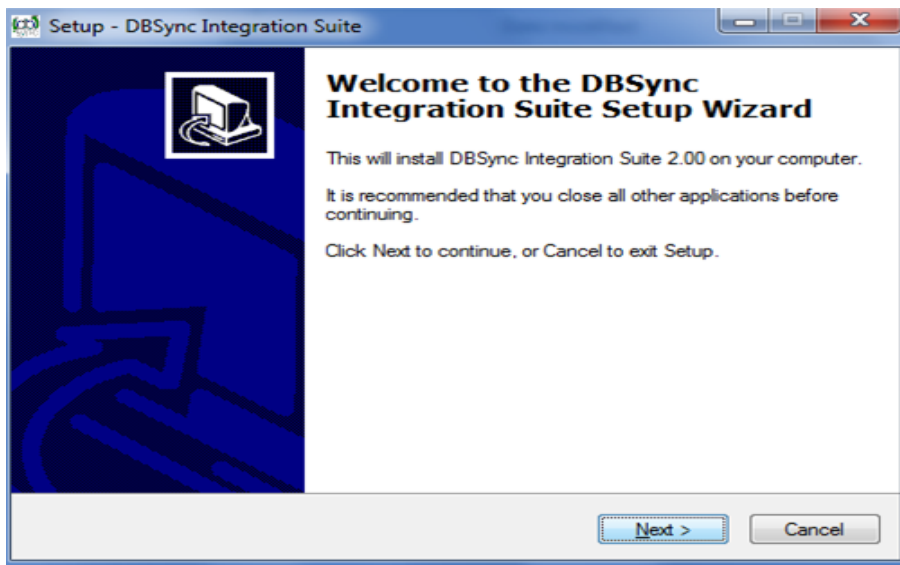 Setup - DBSync Integration Suite
Welcome to the DBSync
Integration Suite Setup Wizard
This will install DBSync Integration Suite 2.00 on your computer.
It is recommended that you close all other applications before
continuing.
Click Next to continue, or Cancel to exit Setup.
Next >
Cancel